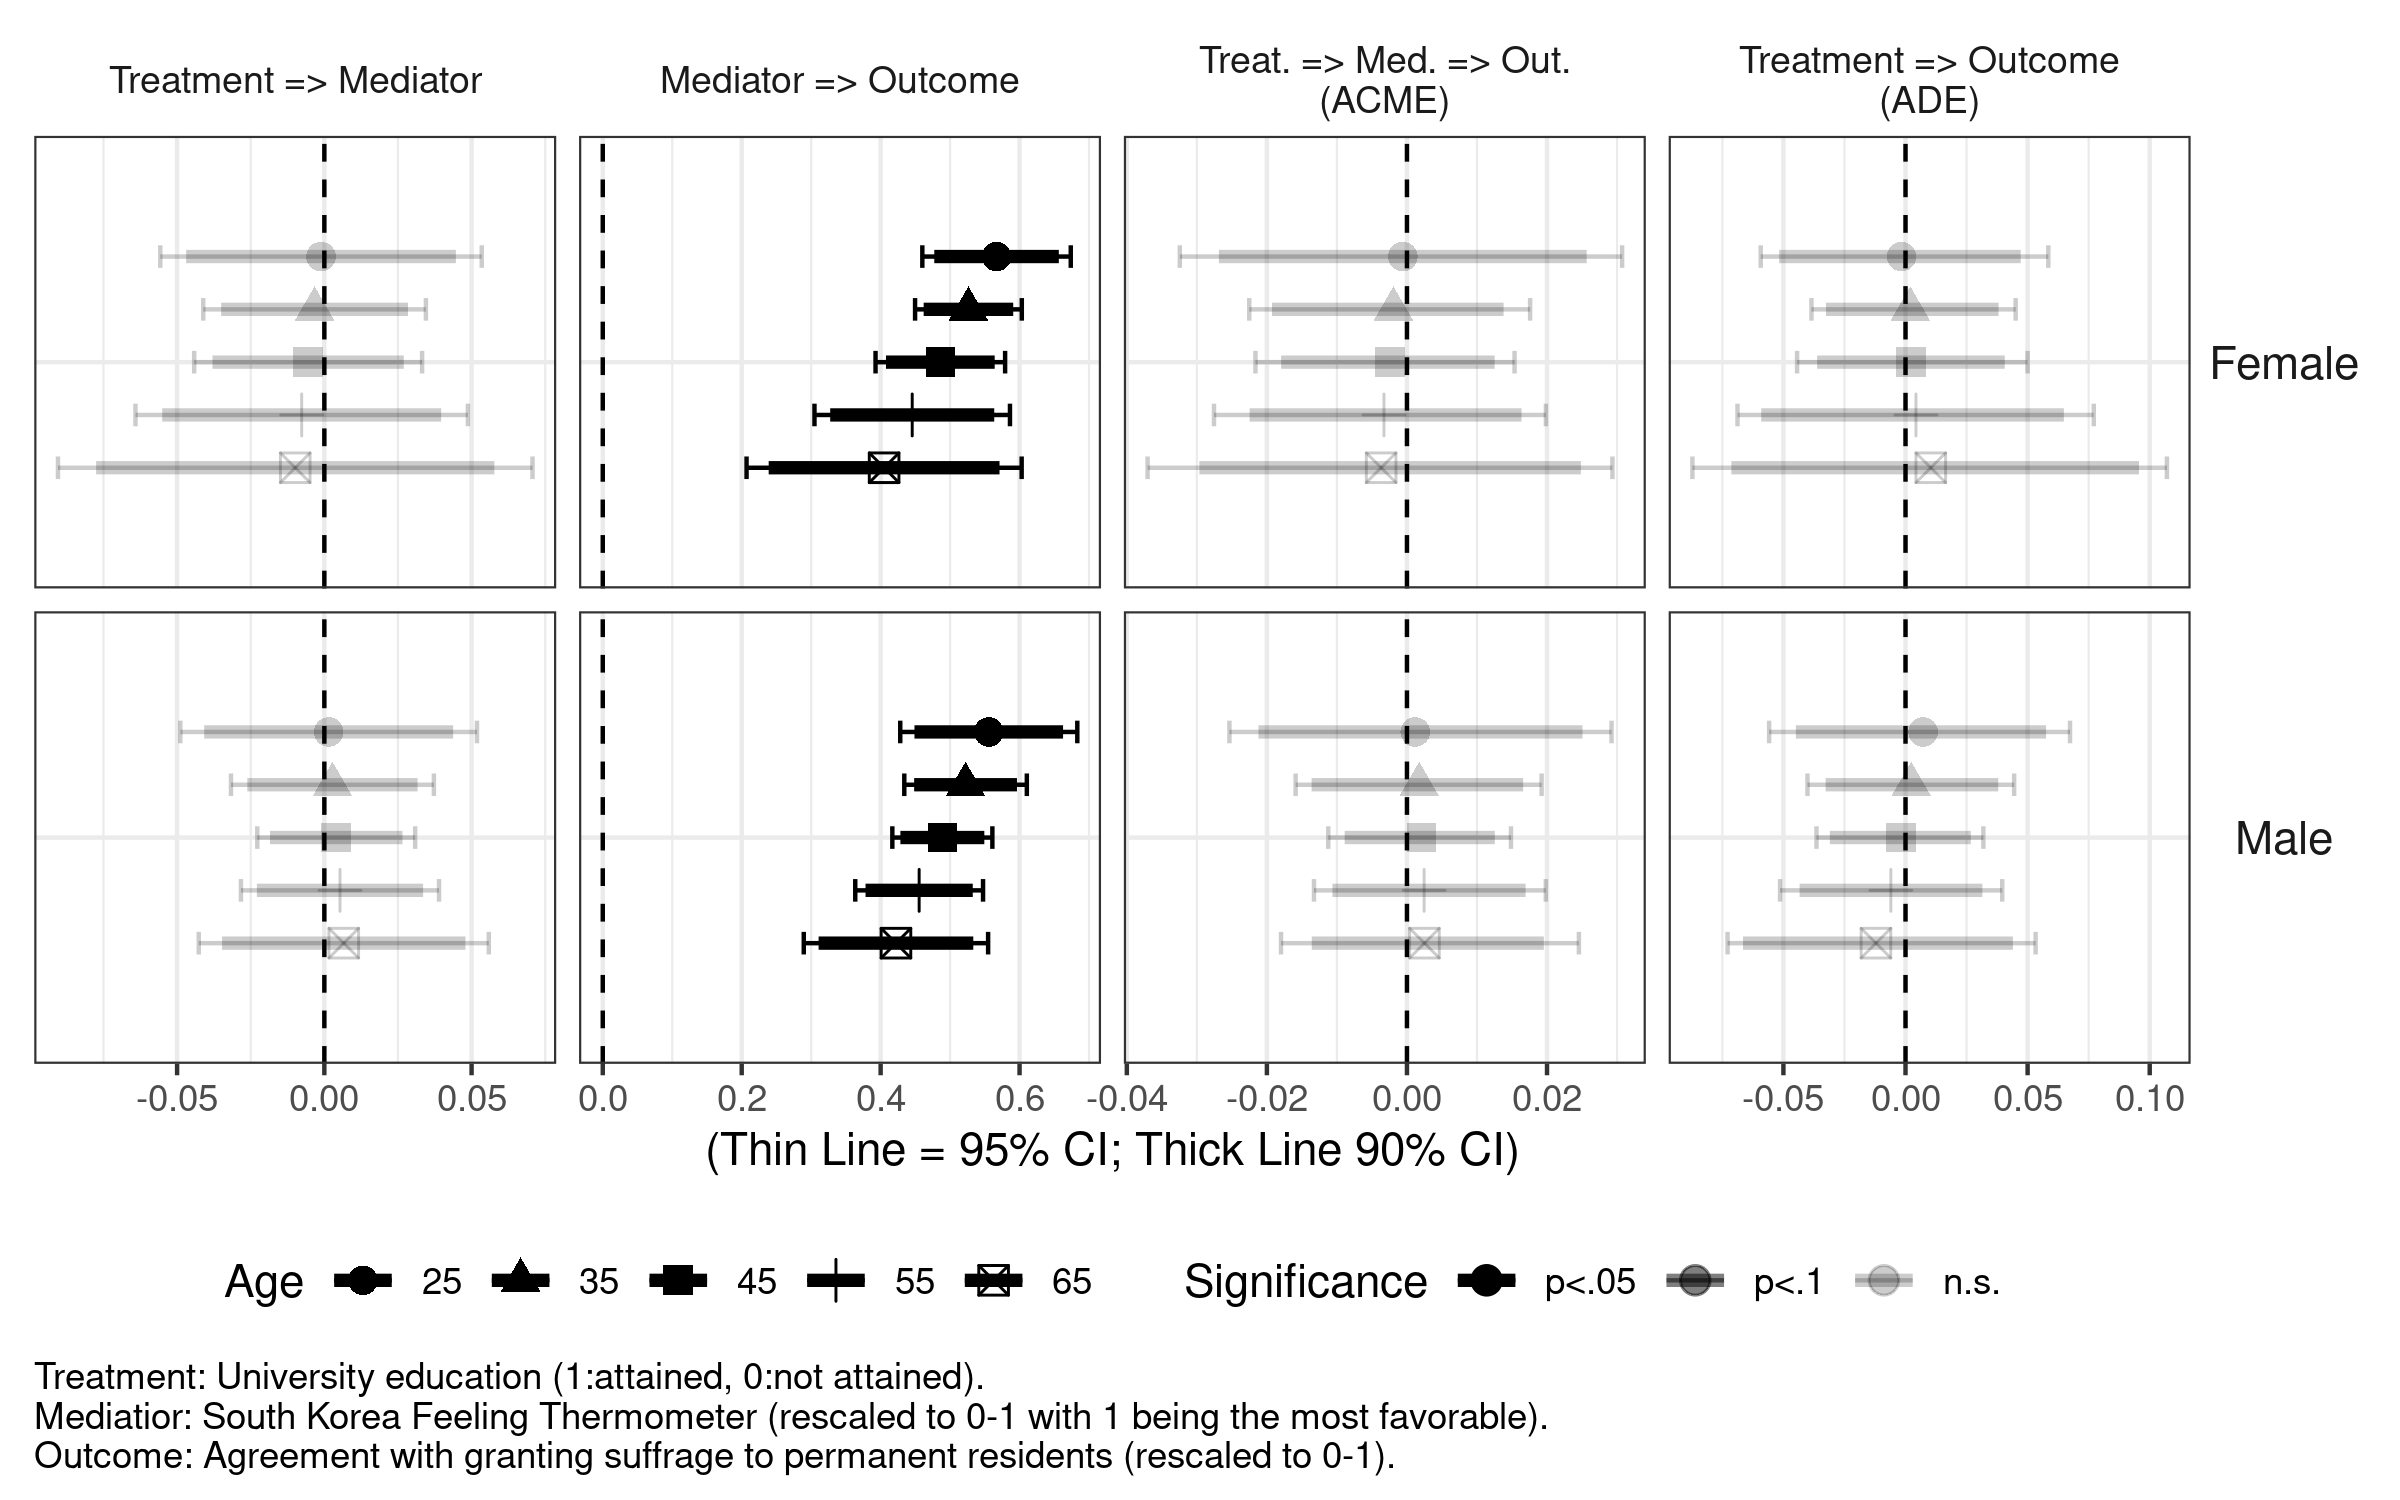 Treatment => Mediator
Mediator => Outcome
Treat. => Med. => Out.
(ACME)
Treatment => Outcome
(ADE)
Female
Male
-0.05 0.00 0.05
0.0 0.2 0.4 0.6
-0.04 -0.02 0.00 0.02
-0.05 0.00 0.05 0.10
(Thin Line = 95% CI; Thick Line 90% CI)
Age 25 35 45 55 65
Significance p<.05 p<.1 n.s.
Treatment: University education (1:attained, 0:not attained).
Mediatior: South Korea Feeling Thermometer (rescaled to 0-1 with 1 being the most favorable).
Outcome: Agreement with granting suffrage to permanent residents (rescaled to 0-1).